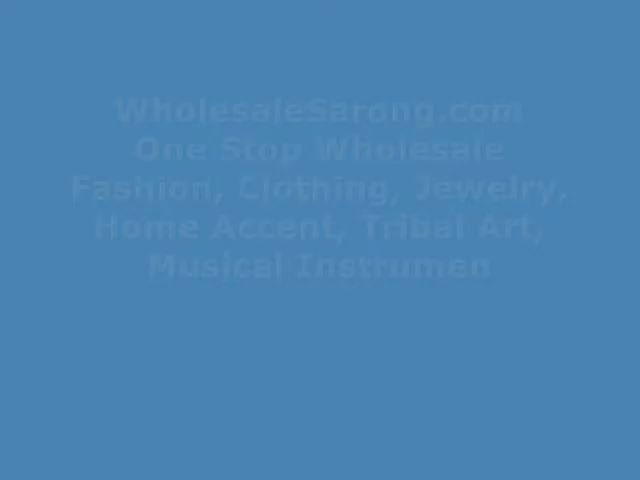 WholesaleSarong.com
One Stop Wholesale
Fashion, Clothing, Jewelry,
Home Accent, Tribal Art,
Musical Instrumen